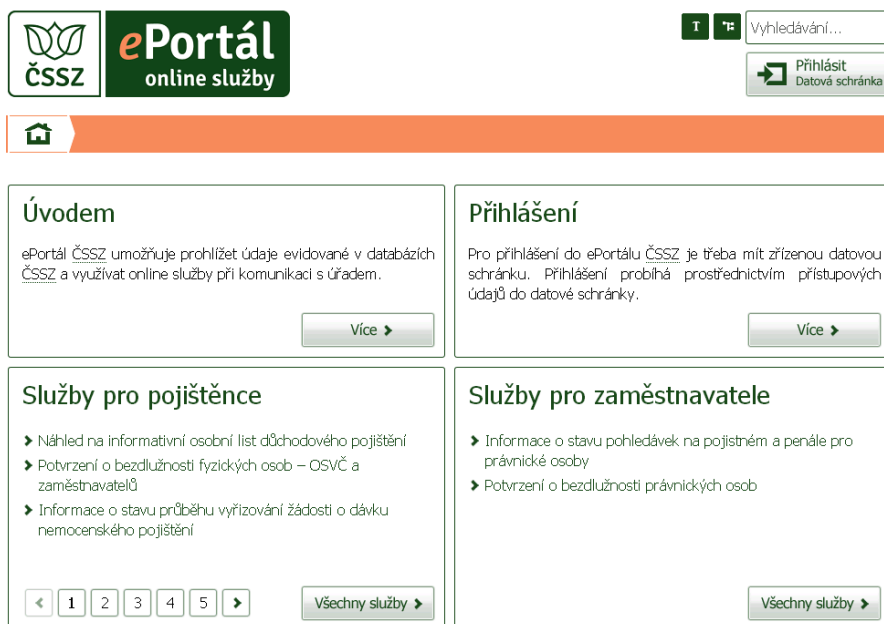 ČSSZ
ePortál
online služby
T
Vyhledávání...
Přihlásit
Datová schránka
Úvodem
ePortál ČSSZ umožňuje prohlížet údaje evidované v databázích
ČSSZ a využívat online služby při komunikaci s úřadem.
Více
Přihlášení
Pro přihlášení do ePortálu ČSSZ je třeba mít zřízenou datovou
schránku. Přihlášení probíhá prostřednictvím přístupových
údajů do datové schránky.
Více
Služby pro pojištěnce
Náhled na informativní osobní list důchodového pojištění
Potvrzení o bezdlužnosti fyzických osob – OSVČ a
zaměstnavatelů
Informace o stavu průběhu vyřizování žádosti o dávku
nemocenského pojištění
1 2 3 4 5
Všechny služby
Služby pro zaměstnavatele
Informace o stavu pohledávek na pojistném a penále pro
právnické osoby
Potvrzení o bezdlužnosti právnických osob
Všechny služby